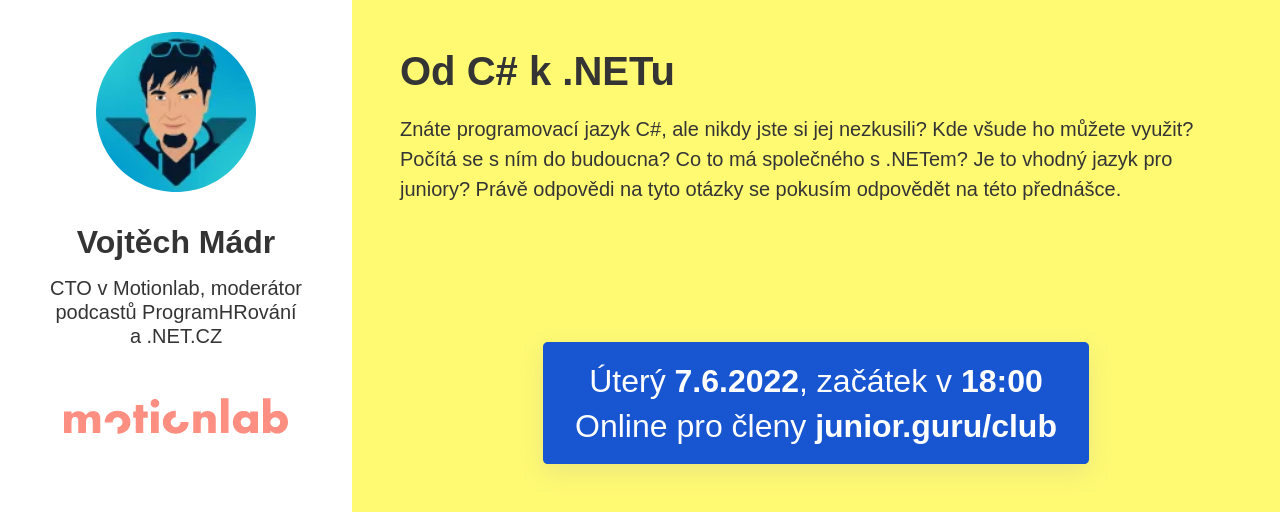 Vojtěch Mádr
CTO v Motionlab, moderátor
podcastů ProgramHRování
a .NET.CZ
motionlab
Od C# k .NETu
Znáte programovací jazyk C#, ale nikdy jste si jej nezkusili? Kde všude ho můžete využit?
Počítá se s ním do budoucna? Co to má společného s .NETem? Je to vhodný jazyk pro
juniory? Právě odpovědi na tyto otázky se pokusím odpovědět na této přednášce.
Úterý 7.6.2022, začátek v 18:00
Online pro členy junior.guru/club